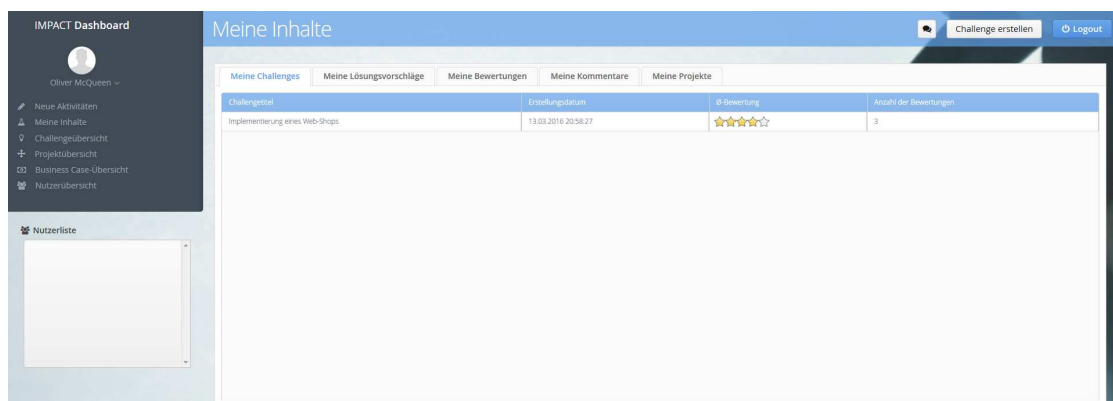 IMPACT Dashboard
Oliver McQueen
Neue Aktivitäten
Meine Inhalte
Challengeübersicht
Projektübersicht
Business Case-Übersicht
Nutzerübersicht
Nutzerliste
Meine Inhalte
Challenge erstellen
Logout
Meine Challenges Meine Lösungsvorschläge Meine Bewertungen Meine Kommentare Meine Projekte
Challengetitel Erstellungsdatum Ø-Bewertung Anzahl der Bewertungen
Implementierung eines Web-Shops 13.03.2016 20:58:27 3